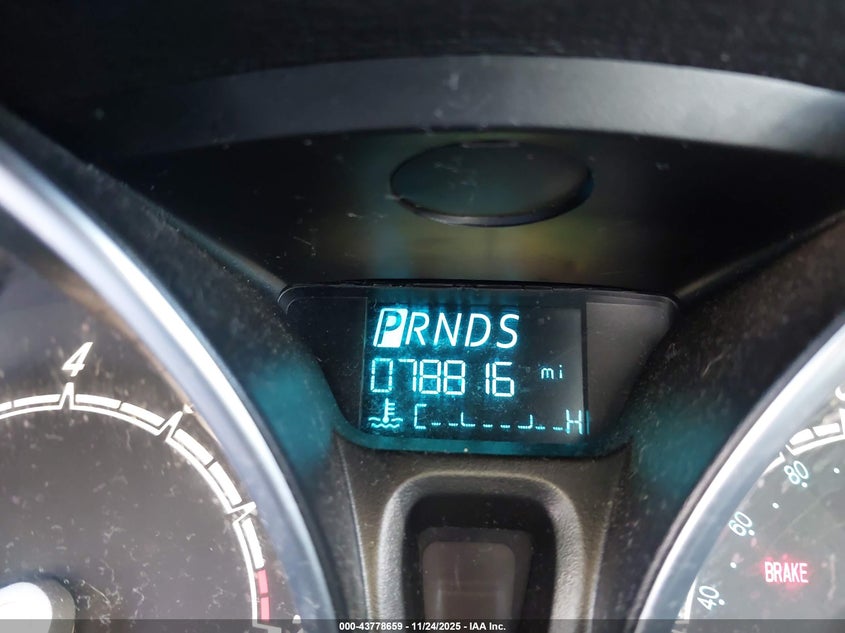 PRNDS
078816 mi
C H
4
80
60
40
BRAKE
000-43778659 - 11/24/2025 - IAA Inc.